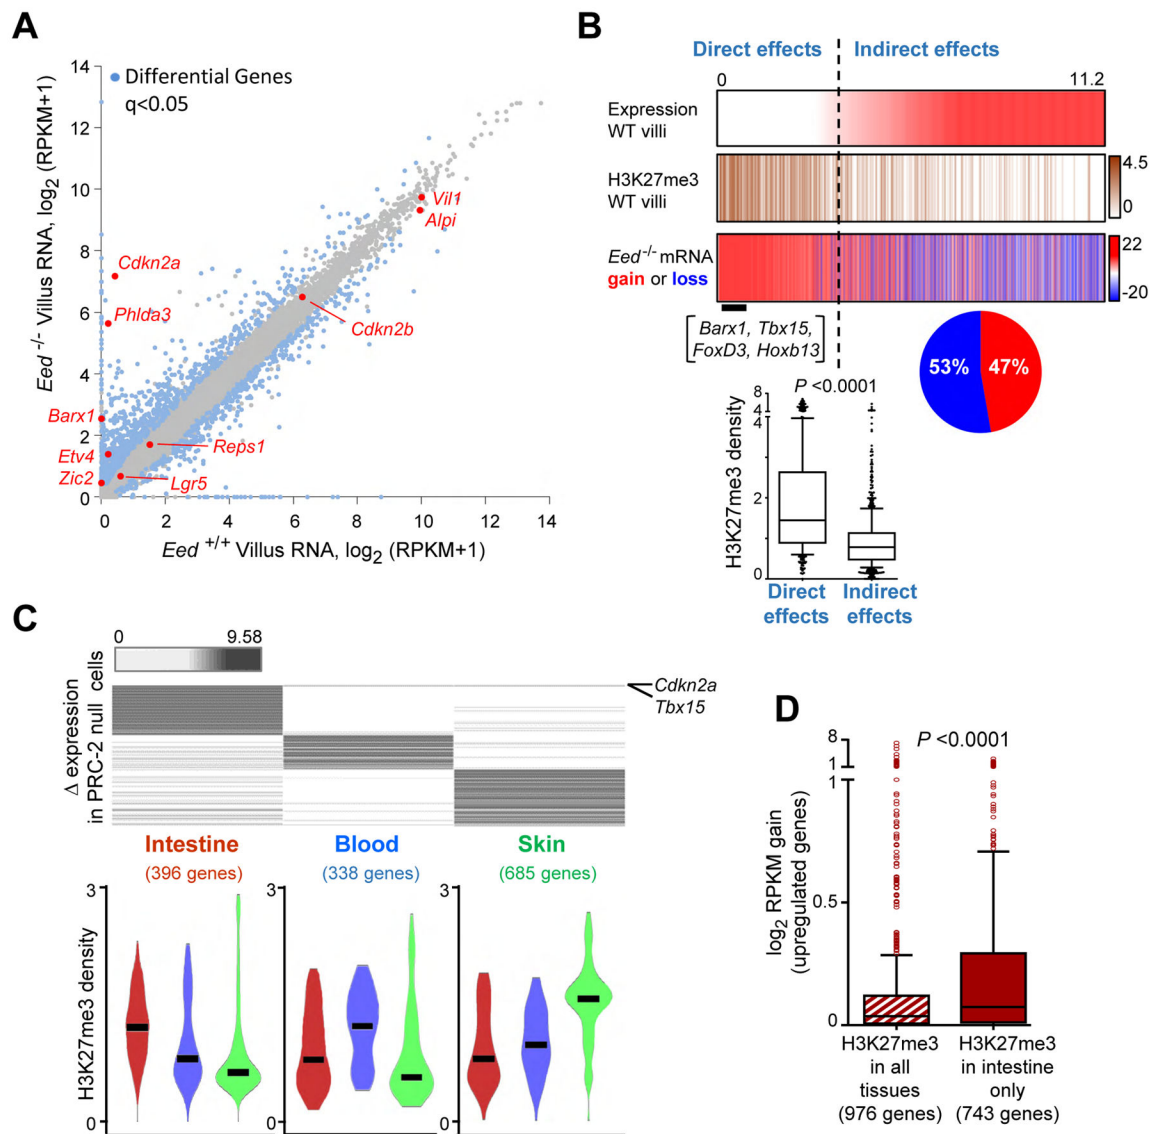 A
14
12
10
8
6
4
2
0
Differential Genes
q<0.05
Eed -/- Villus RNA, log2 (RPKM+1)
Cdkn2a
Phlda3
Barx1
Etv4
Zic2
Vil1
Alpi
Cdkn2b
Reps1
Lgr5
0 2 4 6 8 10 12 14
Eed +/+ Villus RNA, log2 (RPKM+1)
B
Direct effects Indirect effects
0 11.2
Expression
WT villi
H3K27me3
WT villi
4.5
0
Eed-/- mRNA
gain or loss
22
-20
Barx1, Tbx15,
FoxD3, Hoxb13
53% 47%
P <0.0001
H3K27me3 density
8
4
4
2
0
Direct
effects
Indirect
effects
C
0 9.58
Δ expression
in PRC-2 null cells
Cdkn2a
Tbx15
Intestine
(396 genes)
Blood
(338 genes)
Skin
(685 genes)
H3K27me3 density
3
0
3
0
3
0
D
P <0.0001
log2 RPKM gain
(upregulated genes)
8
1
1
0.5
0
H3K27me3
in all
tissues
(976 genes)
H3K27me3
in intestine
only
(743 genes)